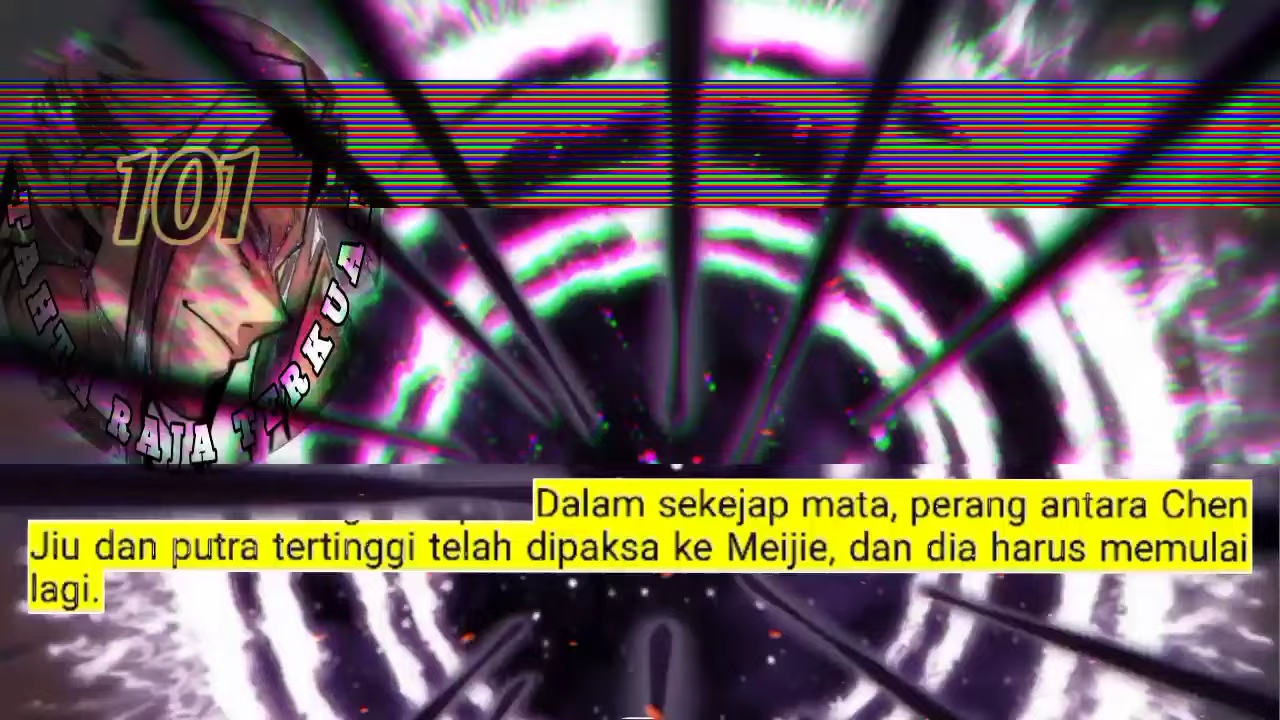 101
TAHTA RAJA TERKUAT
Dalam sekejap mata, perang antara Chen
Jiu dan putra tertinggi telah dipaksa ke Meijie, dan dia harus memulai
lagi.